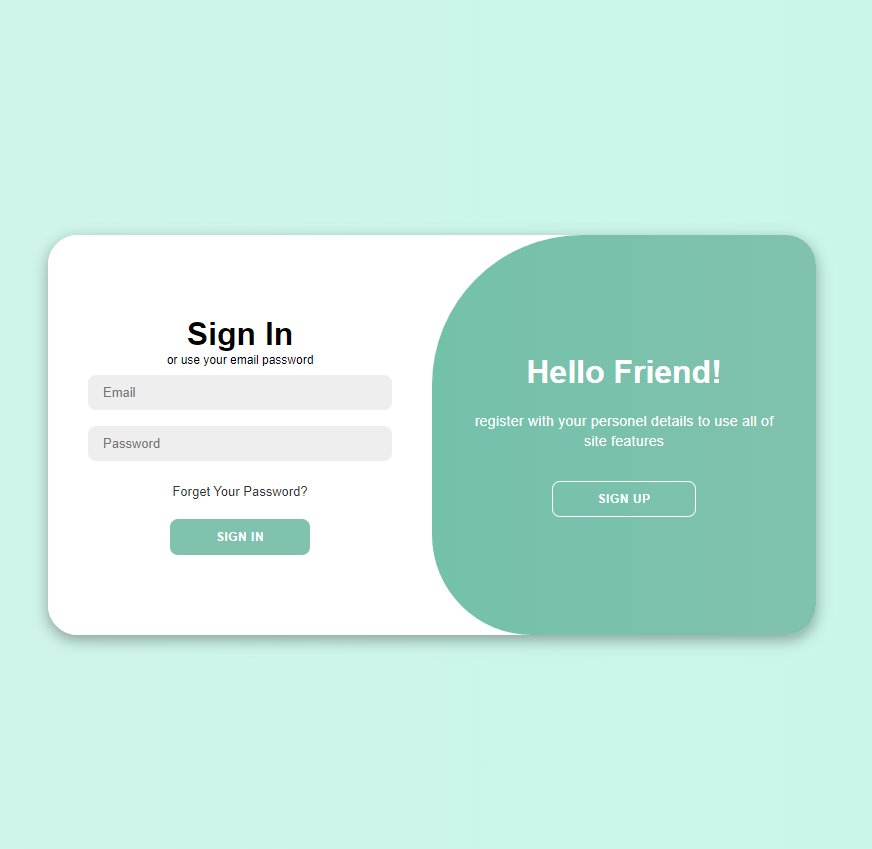 Sign In
or use your email password
Email
Password
Forget Your Password?
SIGN IN
Hello Friend!
register with your personel details to use all of
site features
SIGN UP